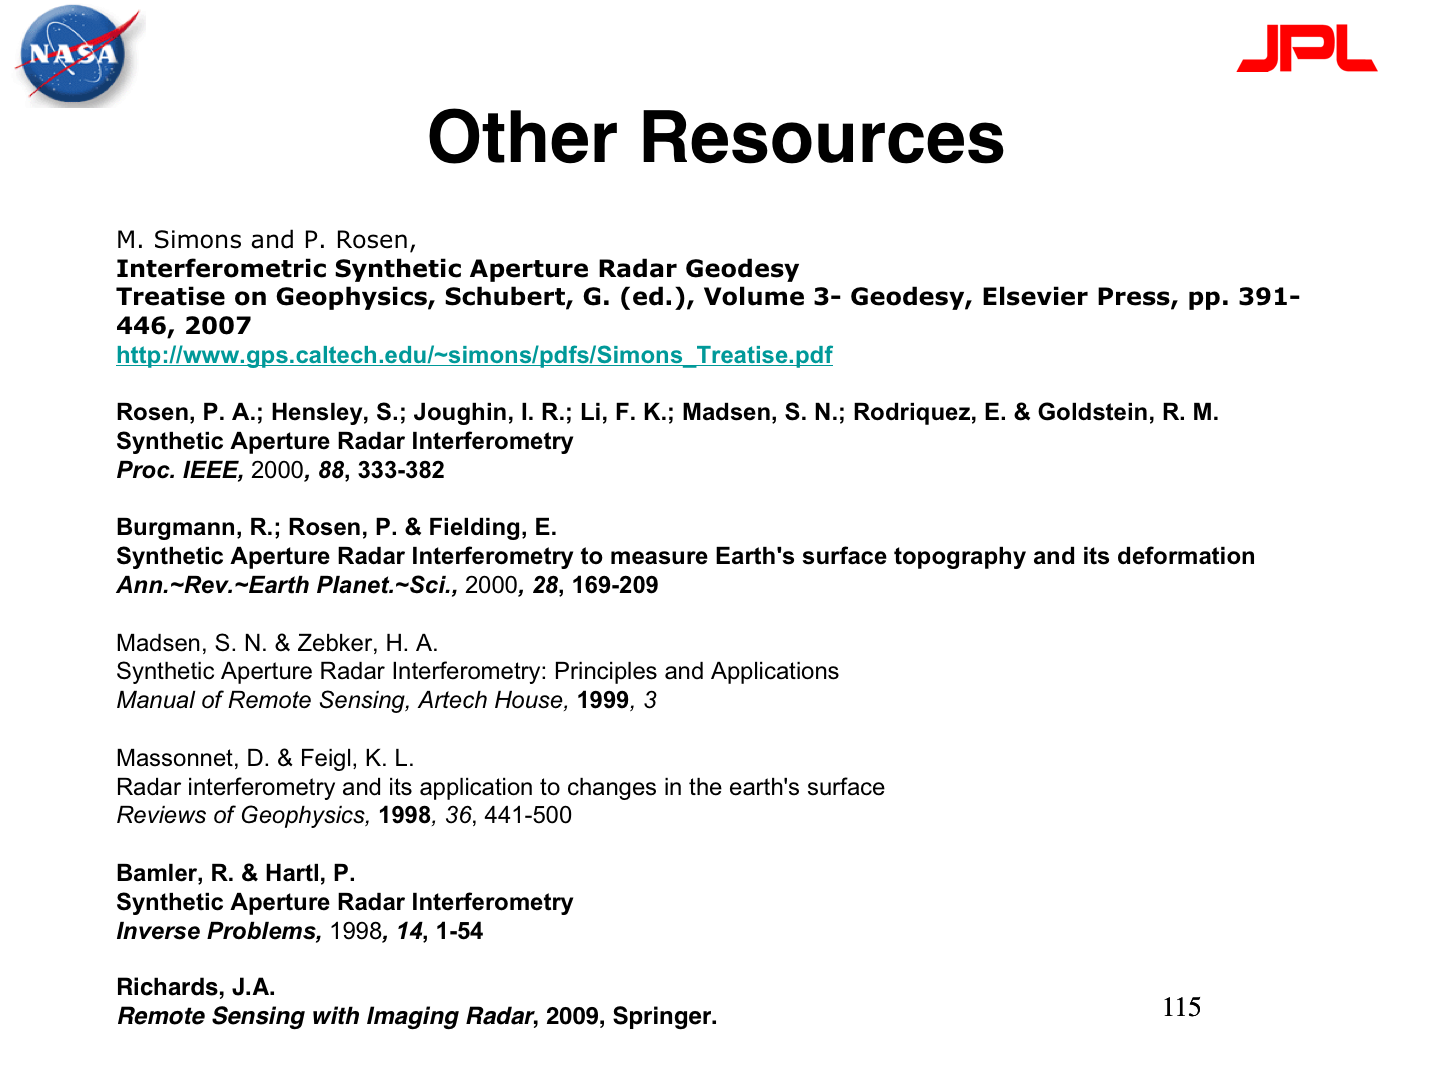 NASA
JPL
Other Resources
M. Simons and P. Rosen,
Interferometric Synthetic Aperture Radar Geodesy
Treatise on Geophysics, Schubert, G. (ed.), Volume 3- Geodesy, Elsevier Press, pp. 391-
446, 2007
http://www.gps.caltech.edu/~simons/pdfs/Simons_Treatise.pdf
Rosen, P. A.; Hensley, S.; Joughin, I. R.; Li, F. K.; Madsen, S. N.; Rodriquez, E. & Goldstein, R. M.
Synthetic Aperture Radar Interferometry
Proc. IEEE, 2000, 88, 333-382
Burgmann, R.; Rosen, P. & Fielding, E.
Synthetic Aperture Radar Interferometry to measure Earth's surface topography and its deformation
Ann.~Rev.~Earth Planet.~Sci., 2000, 28, 169-209
Madsen, S. N. & Zebker, H. A.
Synthetic Aperture Radar Interferometry: Principles and Applications
Manual of Remote Sensing, Artech House, 1999, 3
Massonnet, D. & Feigl, K. L.
Radar interferometry and its application to changes in the earth's surface
Reviews of Geophysics, 1998, 36, 441-500
Bamler, R. & Hartl, P.
Synthetic Aperture Radar Interferometry
Inverse Problems, 1998, 14, 1-54
Richards, J.A.
Remote Sensing with Imaging Radar, 2009, Springer.
115